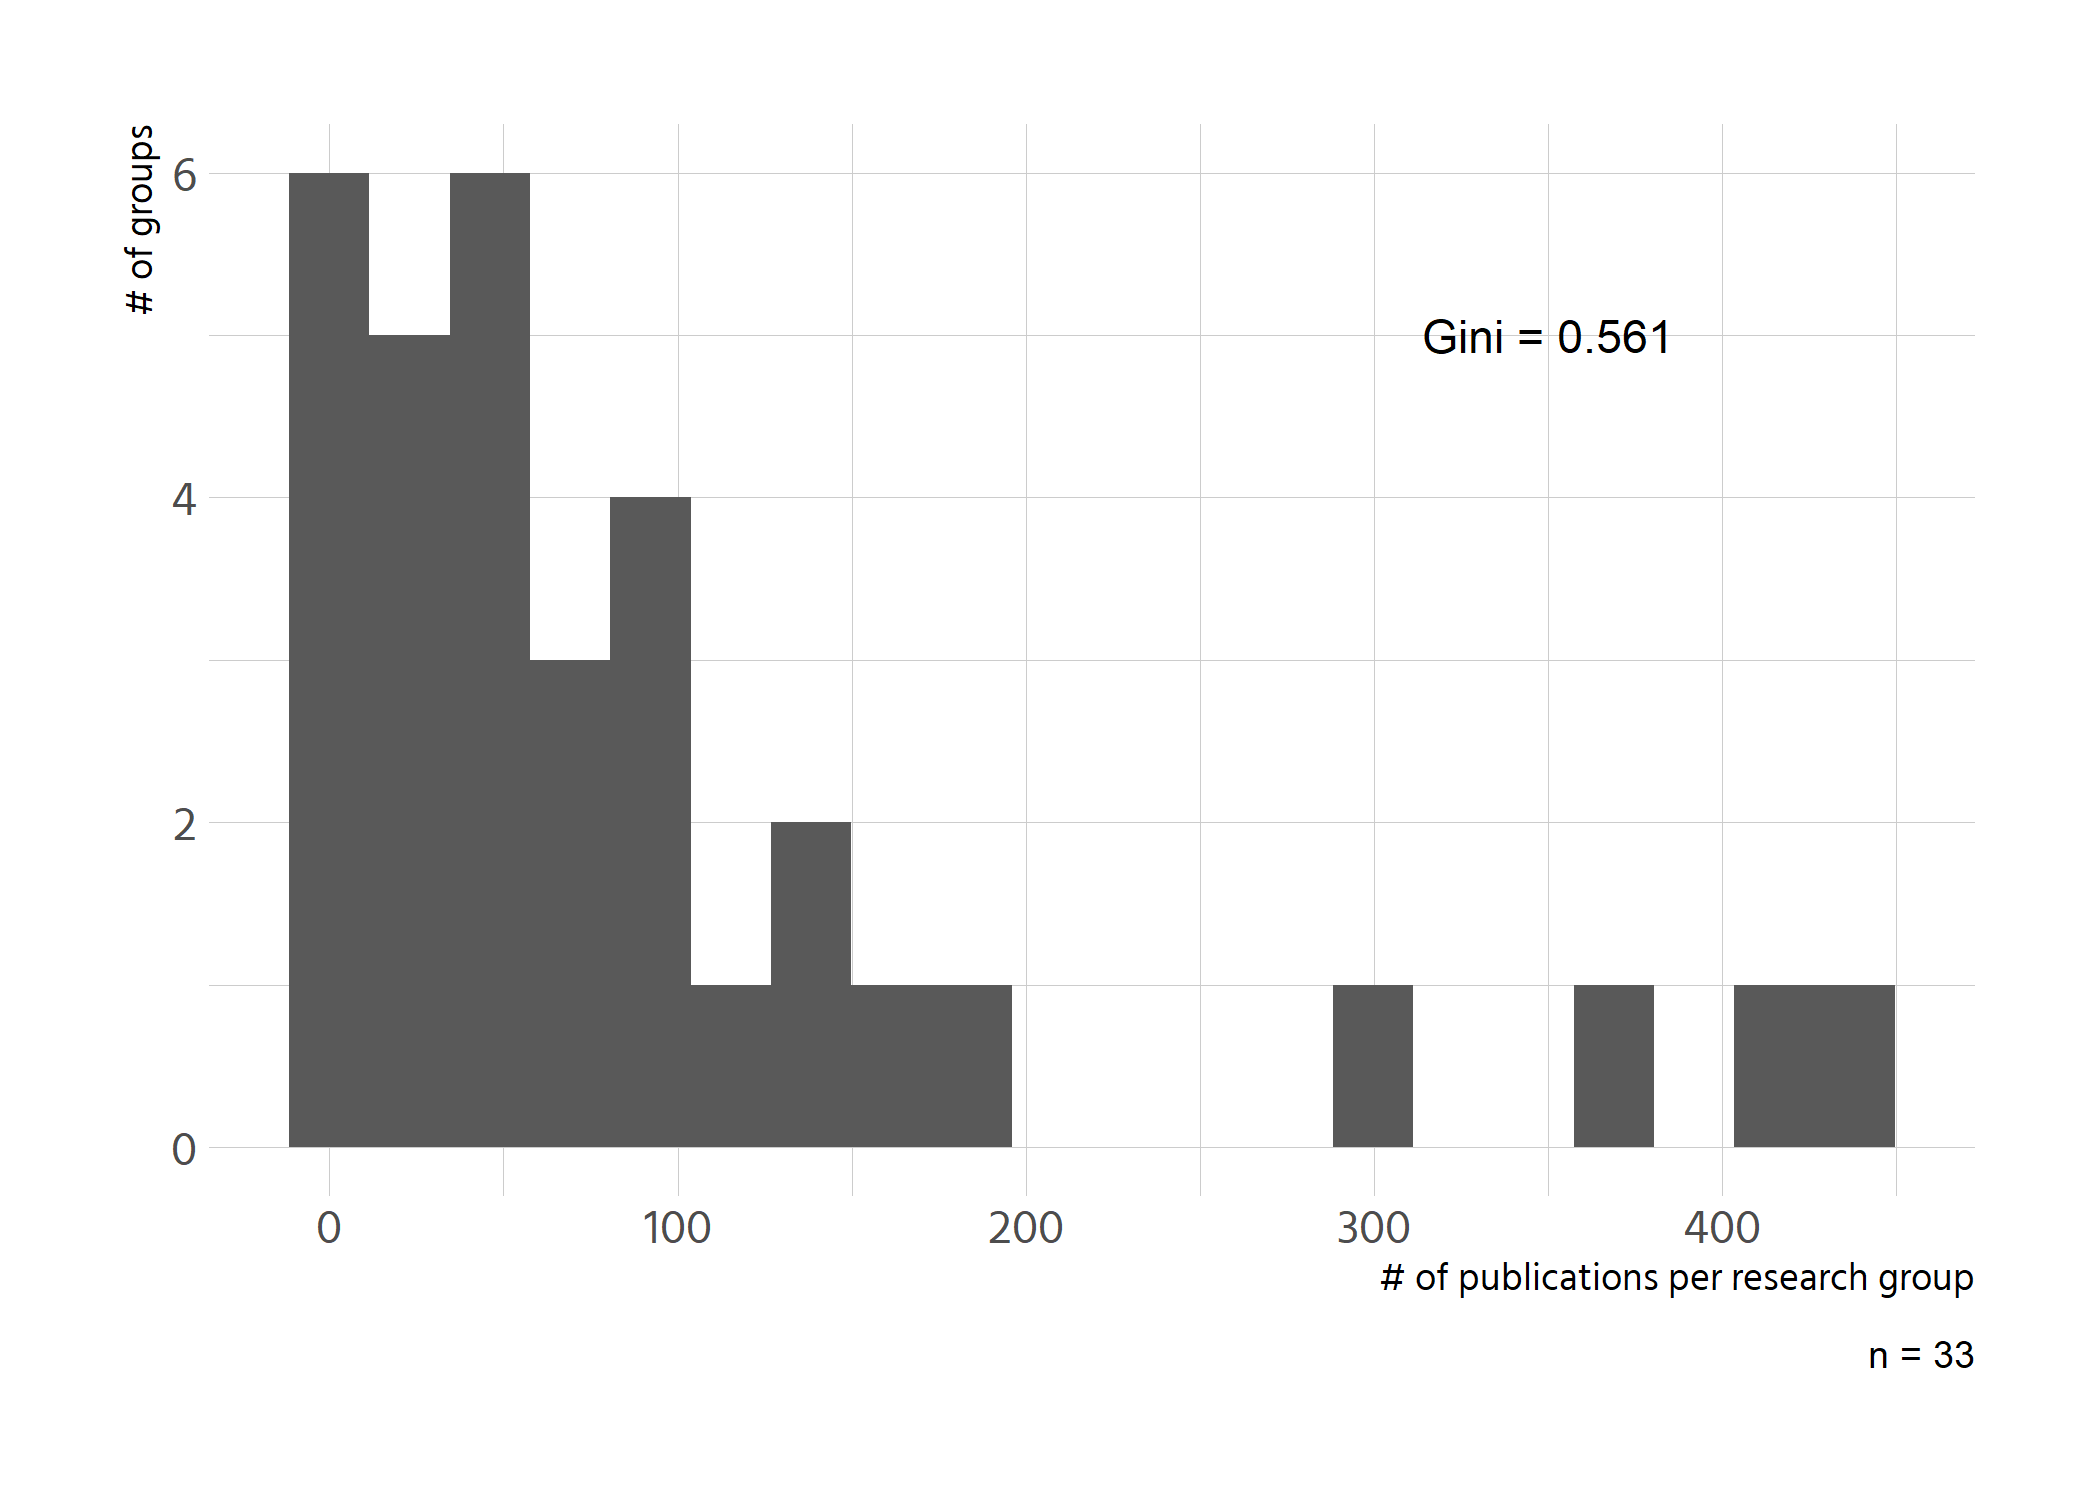 # of groups
6
4
2
0
Gini = 0.561
0 100 200 300 400
# of publications per research group
n = 33